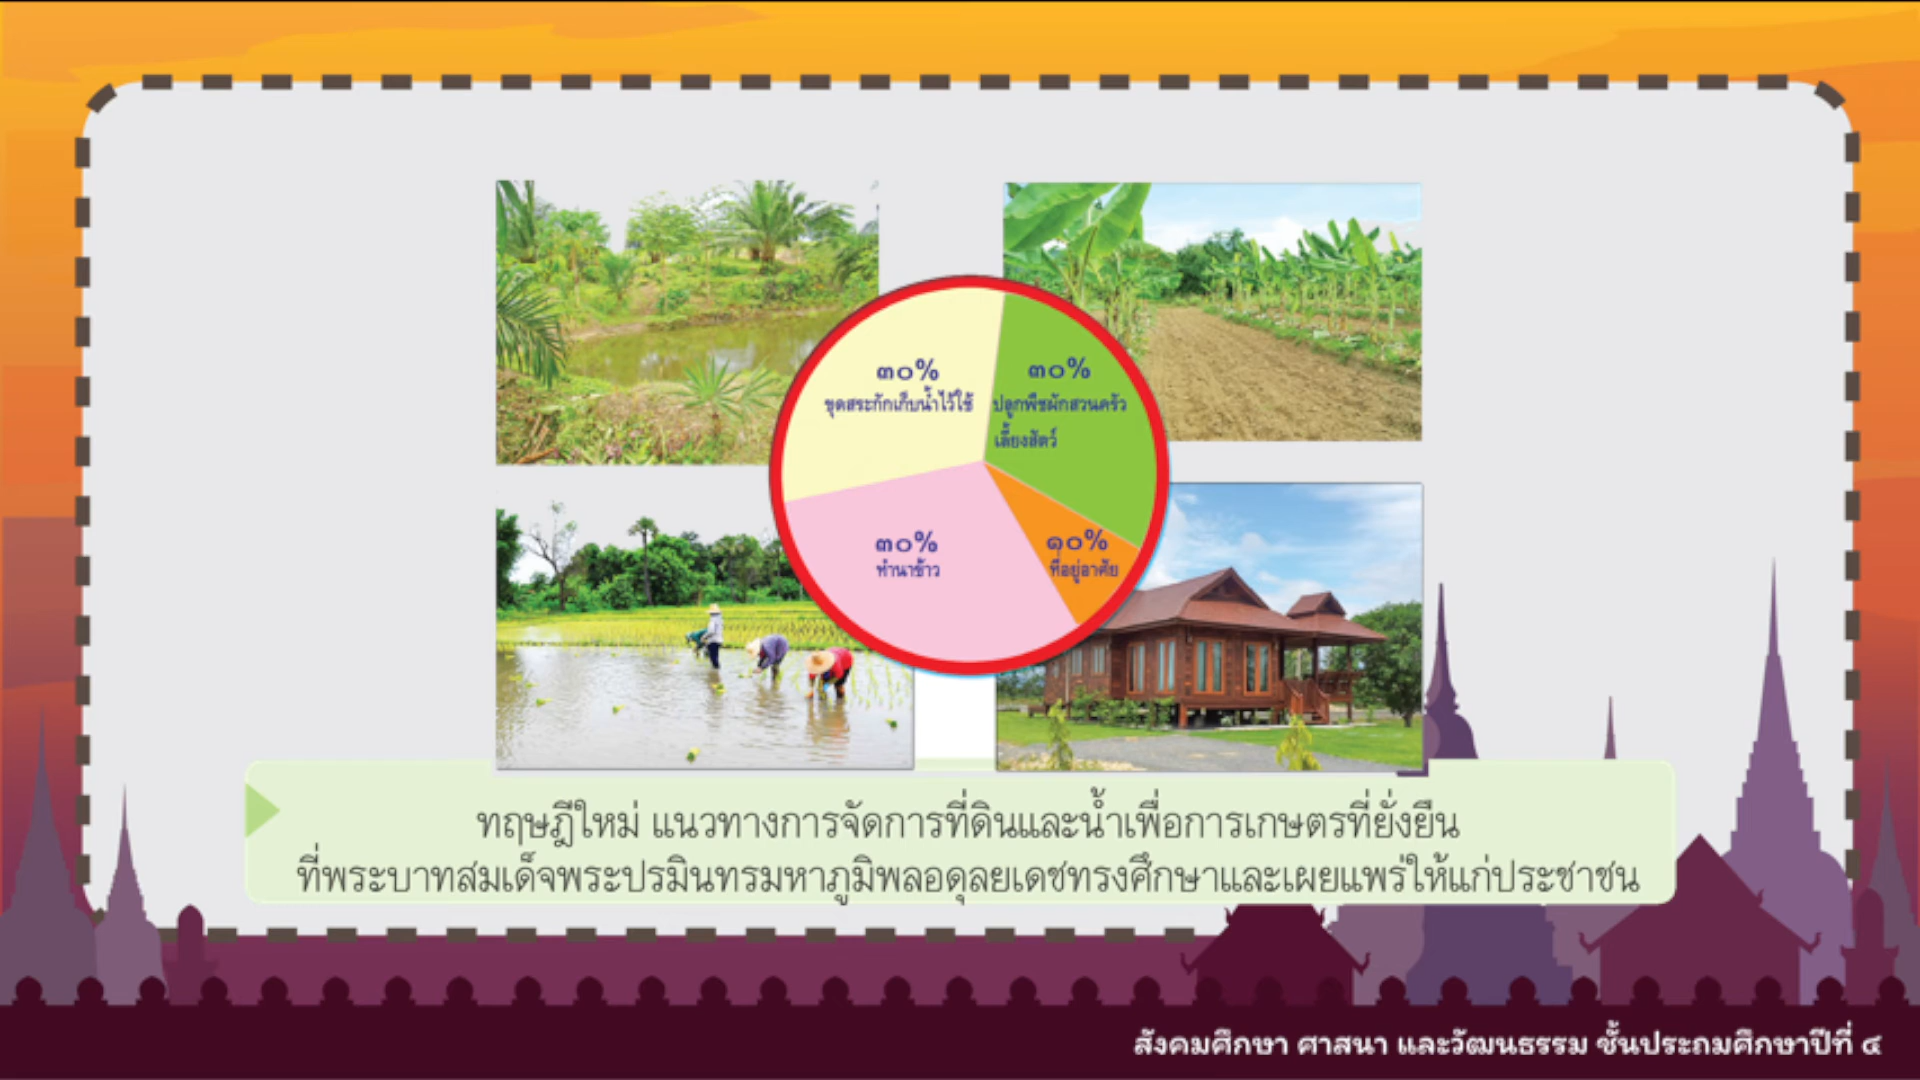 ๓๐%
ขุดสระกักเก็บน้ำไว้ใช้
๓๐%
ปลูกพืชผักสวนครัว
เลี้ยงสัตว์
๓๐%
ทำนาข้าว
๑๐%
ที่อยู่อาศัย
ทฤษฎีใหม่ แนวทางการจัดการที่ดินและน้ำเพื่อการเกษตรที่ยั่งยืน
ที่พระบาทสมเด็จพระปรมินทรมหาภูมิพลอดุลยเดชทรงศึกษาและเผยแพร่ให้แก่ประชาชน
สังคมศึกษา ศาสนา และวัฒนธรรม ชั้นประถมศึกษาปีที่ ๔